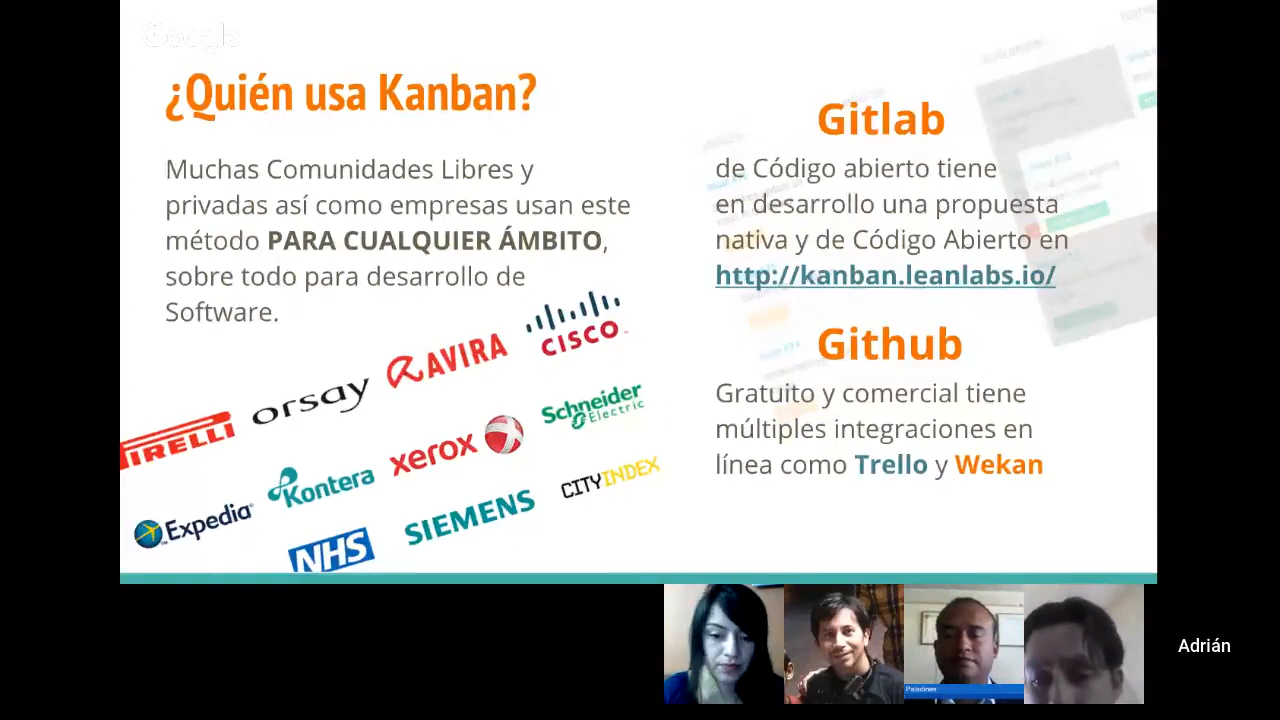 Google
¿Quién usa Kanban?
Muchas Comunidades Libres y
privadas así como empresas usan este
método PARA CUALQUIER ÁMBITO,
sobre todo para desarrollo de
Software.
CISCO
AVIRA
orsay
PIRELLI
Schneider
Electric
xerox
Kontera
Expedia
CITYINDEX
SIEMENS
NHS
Gitlab
de Código abierto tiene
en desarrollo una propuesta
nativa y de Código Abierto en
http://kanban.leanlabs.io/
Github
Gratuito y comercial tiene
múltiples integraciones en
línea como Trello y Wekan
Paladines
Adrián